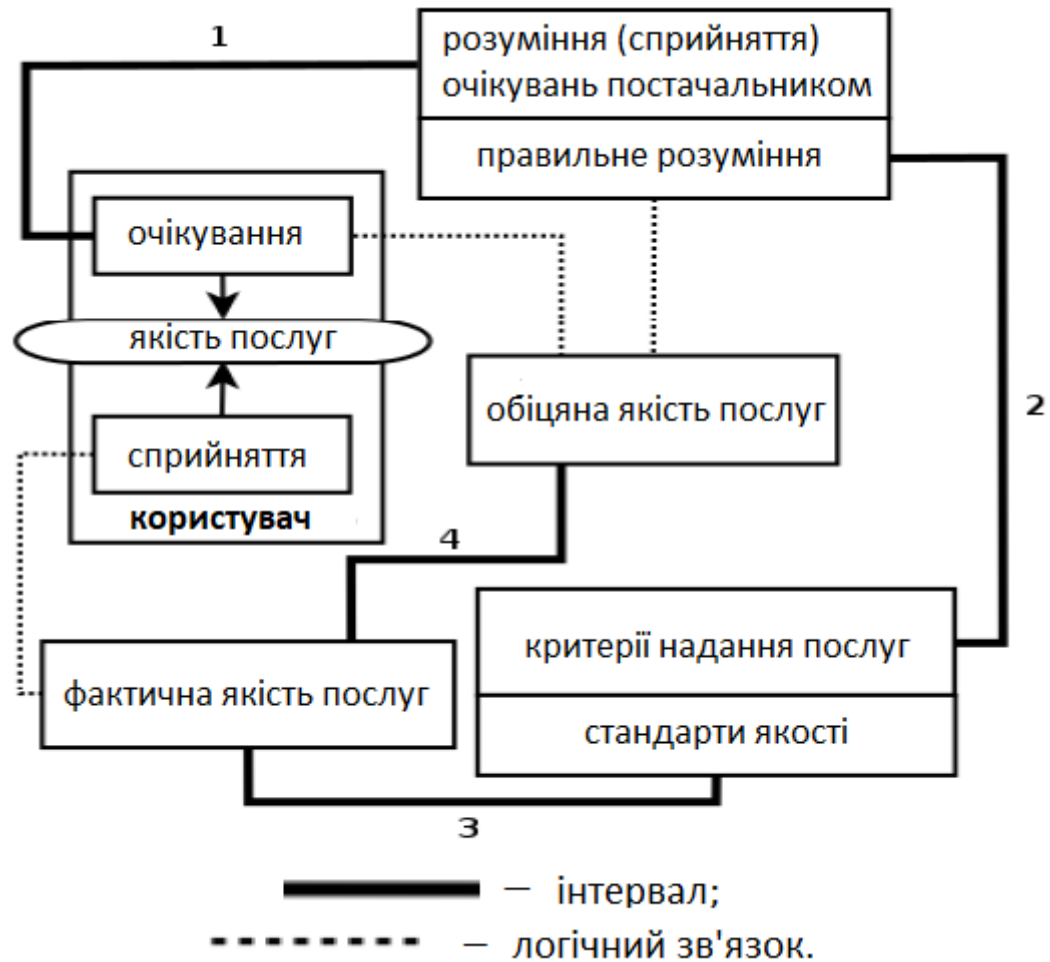 1
розуміння (сприйняття)
очікувань постачальником
правильне розуміння
очікування
якість послуг
обіцяна якість послуг
2
сприйняття
користувач
4
критерії надання послуг
фактична якість послуг
стандарти якості
3
– інтервал;
– логічний зв'язок.